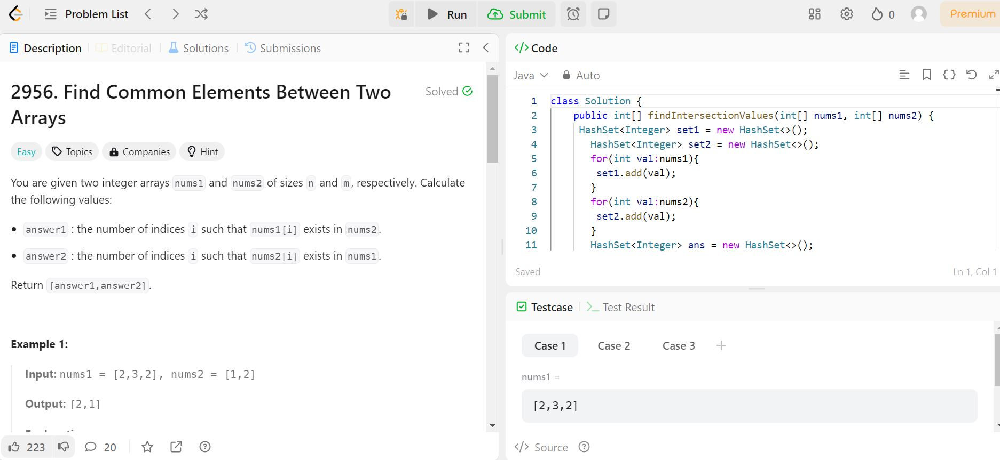 Problem List
Run
Submit
0
Premium
Description
Editorial
Solutions
Submissions
2956. Find Common Elements Between Two
Arrays
Solved
Easy
Topics
Companies
Hint
You are given two integer arrays nums1 and nums2 of sizes n and m, respectively. Calculate
the following values:
• answer1 : the number of indices i such that nums1[i] exists in nums2.
• answer2 : the number of indices i such that nums2[i] exists in nums1.
Return [answer1,answer2].
Example 1:
Input: nums1 = [2,3,2], nums2 = [1,2]
Output: [2,1]
223
20
</> Code
Java
Auto
1 class Solution {
2 public int[] findIntersectionValues(int[] nums1, int[] nums2) {
3 HashSet<Integer> set1 = new HashSet<>();
4 HashSet<Integer> set2 = new HashSet<>();
5 for(int val:nums1){
6 set1.add(val);
7 }
8 for(int val:nums2){
9 set2.add(val);
10 }
11 HashSet<Integer> ans = new HashSet<>();
Saved
Ln 1, Col 1
Testcase
>_ Test Result
Case 1
Case 2
Case 3
+
nums1 =
[2,3,2]
</> Source